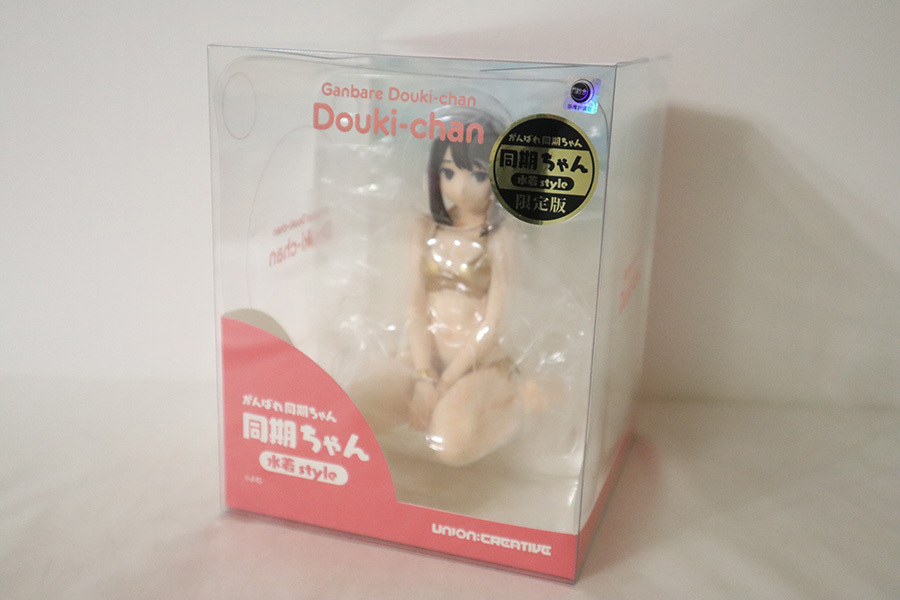 Ganbare Douki-chan
Douki-chan
がんばれ同期ちゃん
同期ちゃん
水着style
限定版
がんばれ同期ちゃん
同期ちゃん
水着style
UNION:CREATIVE